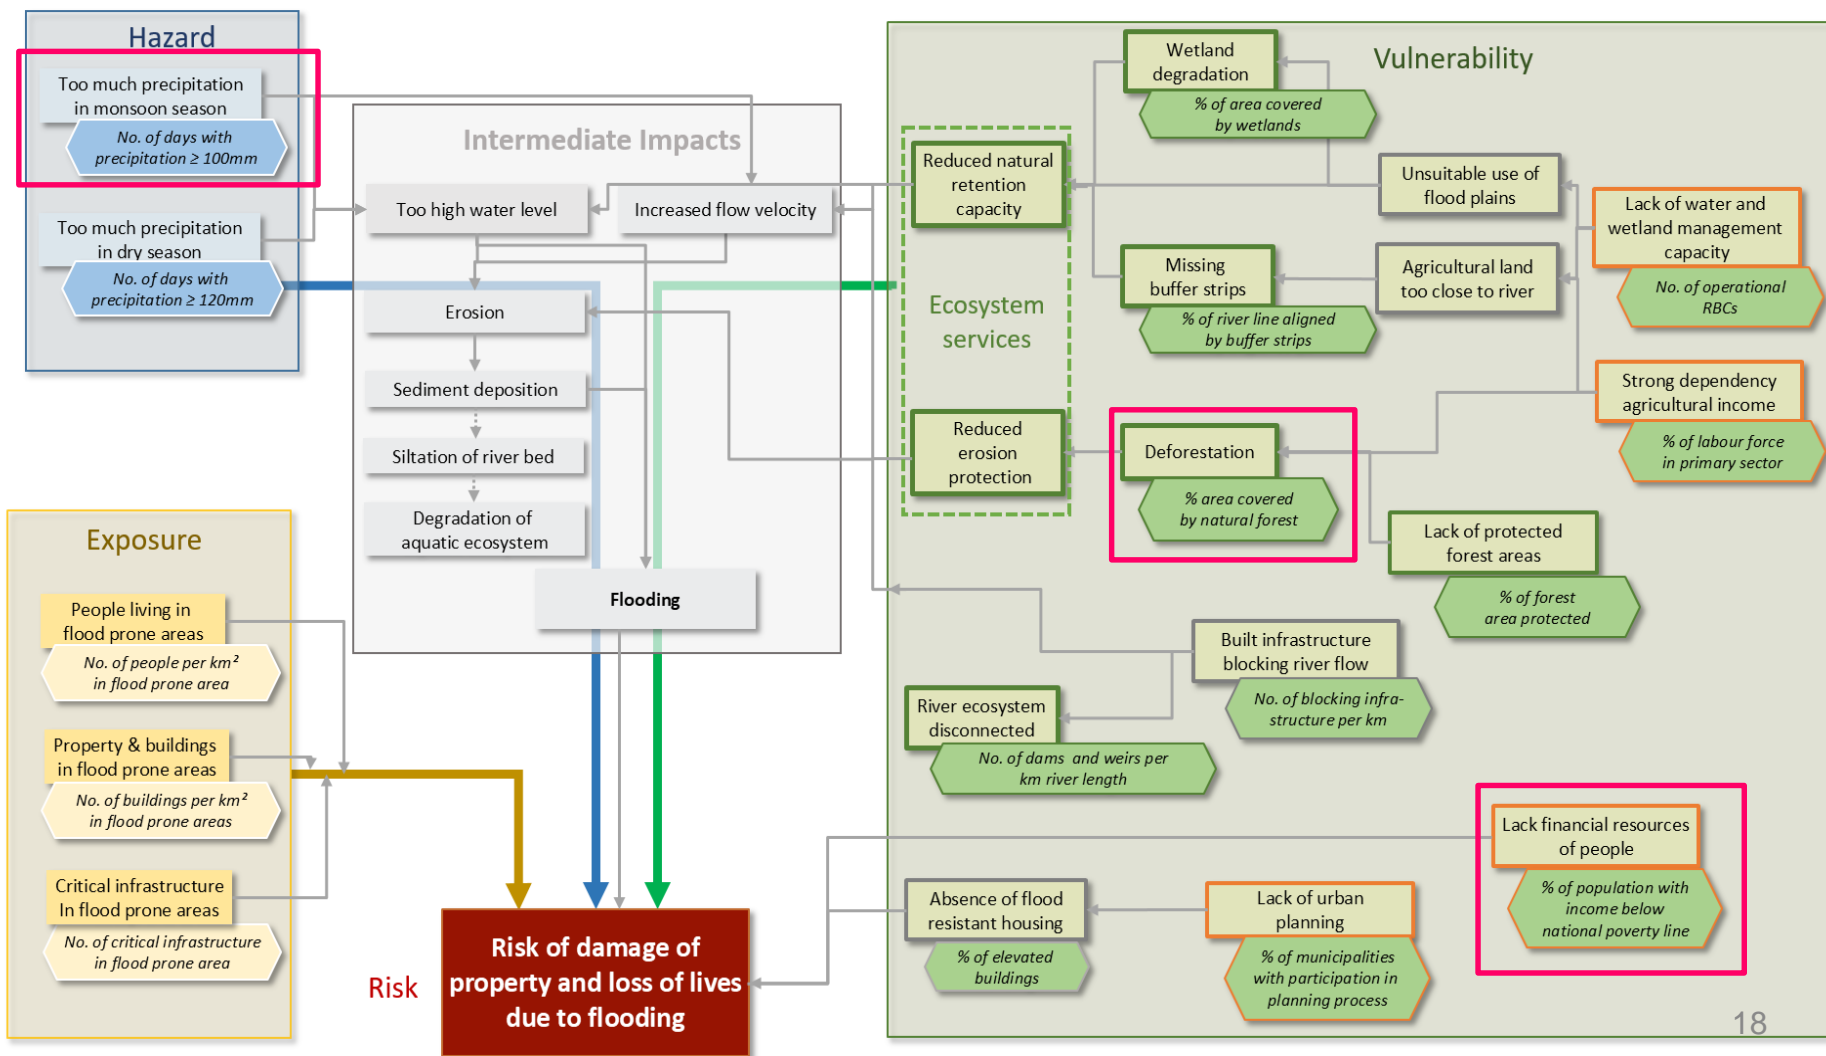 Hazard
Too much precipitation
in monsoon season
No. of days with
precipitation ≥ 100mm
Too much precipitation
in dry season
No. of days with
precipitation ≥ 120mm
Exposure
People living in
flood prone areas
No. of people per km²
in flood prone area
Property & buildings
in flood prone areas
No. of buildings per km²
in flood prone areas
Critical infrastructure
In flood prone areas
No. of critical infrastructure
in flood prone area
Intermediate Impacts
Too high water level
Increased flow velocity
Erosion
Sediment deposition
Siltation of river bed
Degradation of
aquatic ecosystem
Flooding
Risk
Risk of damage of
property and loss of lives
due to flooding
Vulnerability
Wetland
degradation
% of area covered
by wetlands
Reduced natural
retention
capacity
Unsuitable use of
flood plains
Lack of water and
wetland management
capacity
No. of operational
RBCs
Missing
buffer strips
% of river line aligned
by buffer strips
Agricultural land
too close to river
Ecosystem
services
Strong dependency
agricultural income
% of labour force
in primary sector
Reduced
erosion
protection
Deforestation
% area covered
by natural forest
Lack of protected
forest areas
% of forest
area protected
Built infrastructure
blocking river flow
No. of blocking infra-
structure per km
River ecosystem
disconnected
No. of dams and weirs per
km river length
Lack financial resources
of people
% of population with
income below
national poverty line
Absence of flood
resistant housing
% of elevated
buildings
Lack of urban
planning
% of municipalities
with participation in
planning process
18